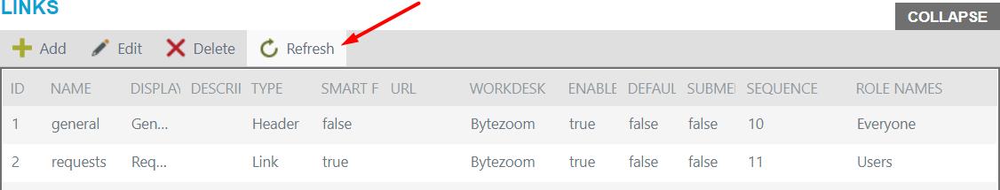 LINKS
COLLAPSE
Add Edit Delete Refresh
ID NAME DISPLAY DESCRII TYPE SMART F URL WORKDESK ENABLE DEFAUL SUBME SEQUENCE ROLE NAMES
1 general Gen... Header false Bytezoom true false false 10 Everyone
2 requests Req... Link true Bytezoom true false false 11 Users